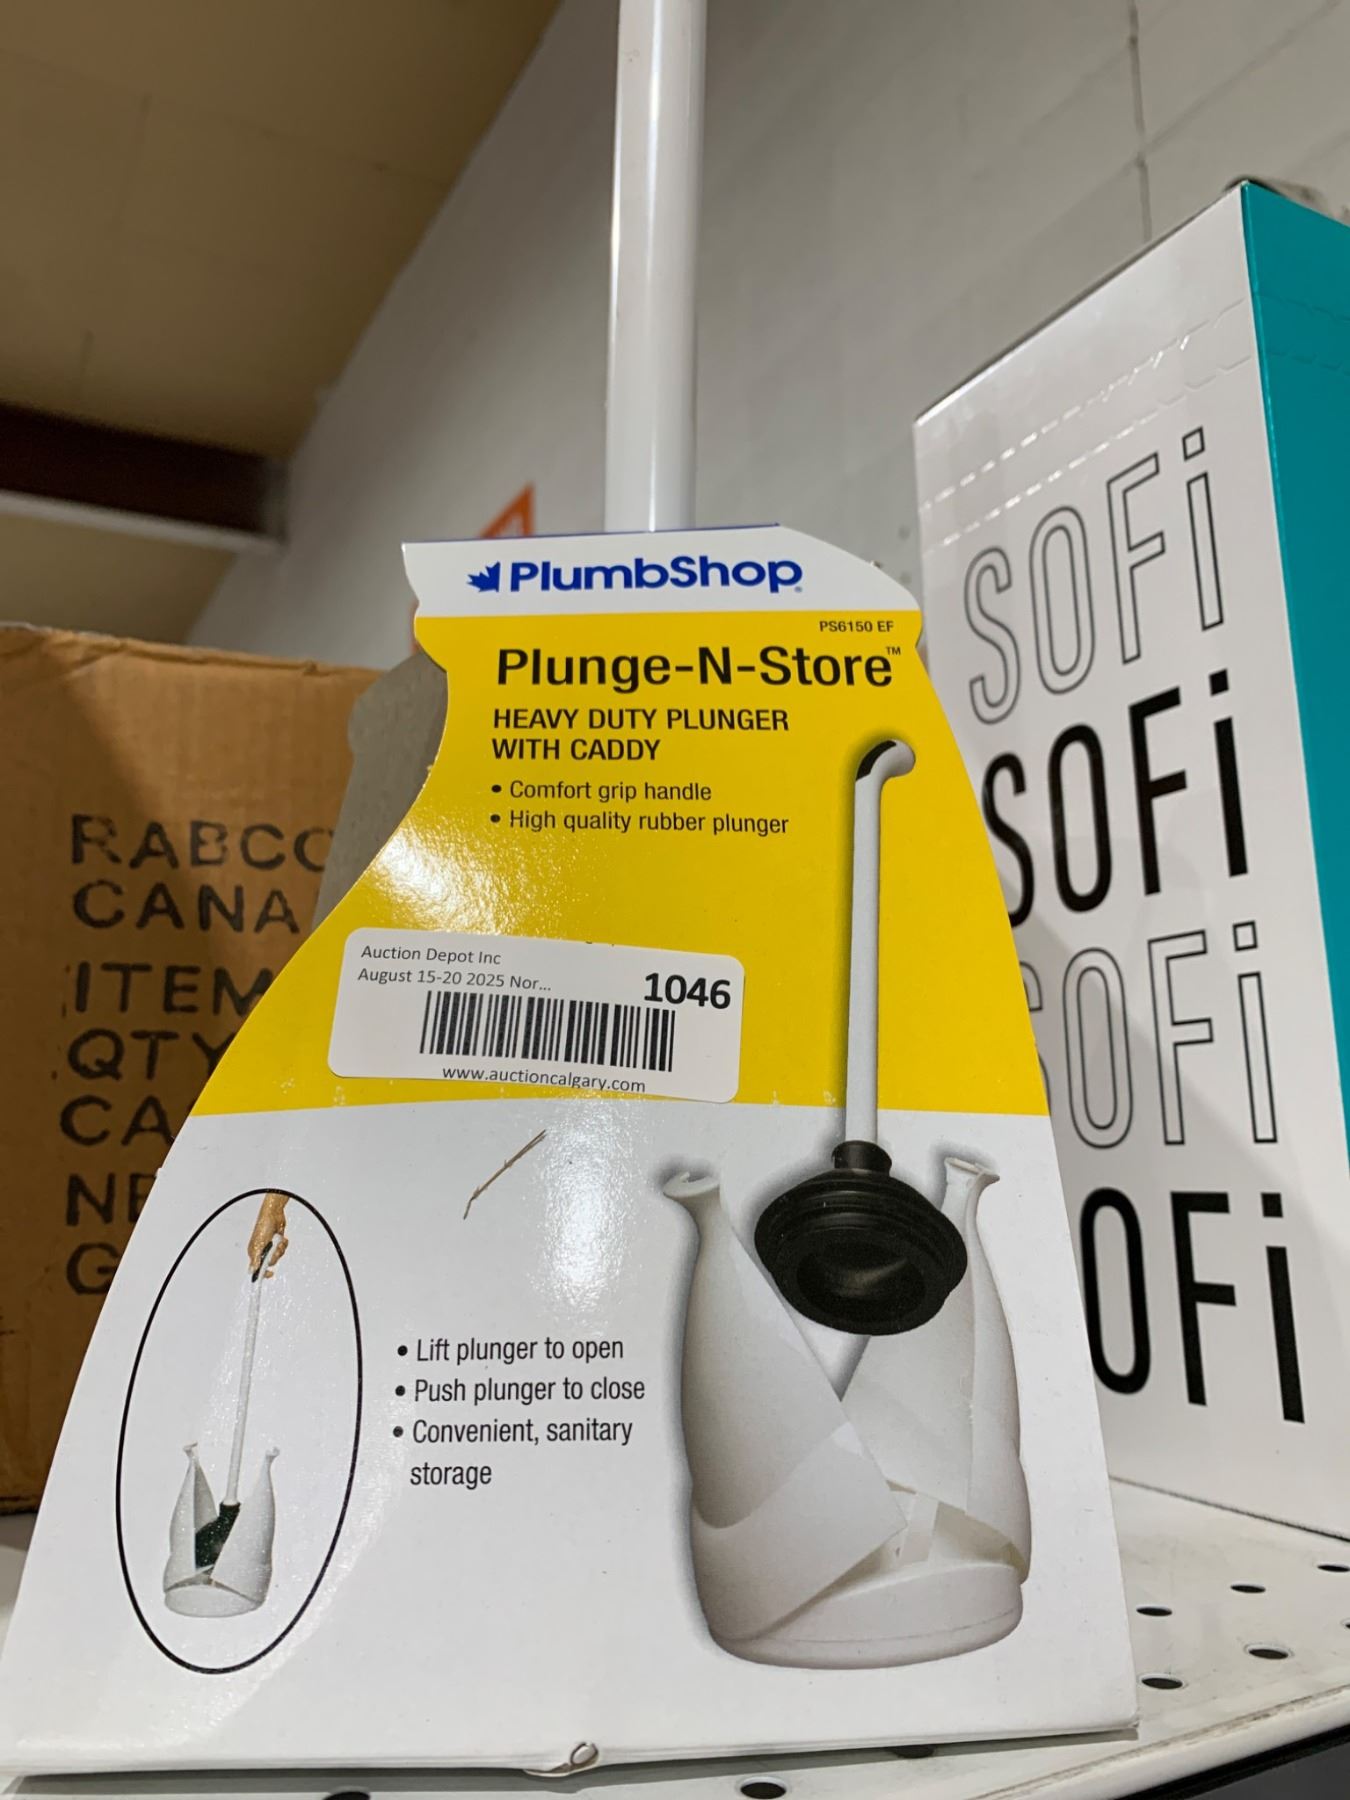 PlumbShop®
PS6150 EF
Plunge-N-Store™
HEAVY DUTY PLUNGER
WITH CADDY
• Comfort grip handle
• High quality rubber plunger
Auction Depot Inc
August 15-20 2025 Nor...
1046
www.auctioncalgary.com
• Lift plunger to open
• Push plunger to close
• Convenient, sanitary
storage
RABCO
CANA
ITEM
QTY
CA
NE
G
SOFi
SOFi
SOFi
OFi